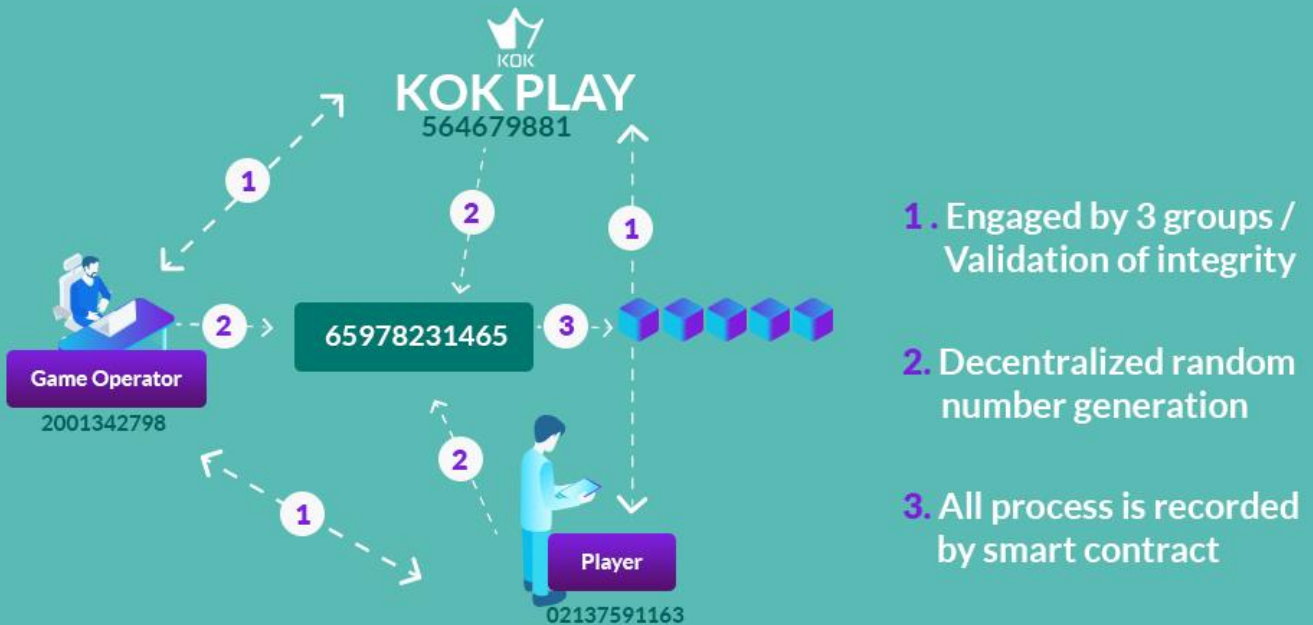 KOK
KOK PLAY
564679881
1
2
1
1. Engaged by 3 groups /
Validation of integrity
2
65978231465
3
Game Operator
2001342798
2. Decentralized random
number generation
2
1
3. All process is recorded
by smart contract
Player
02137591163